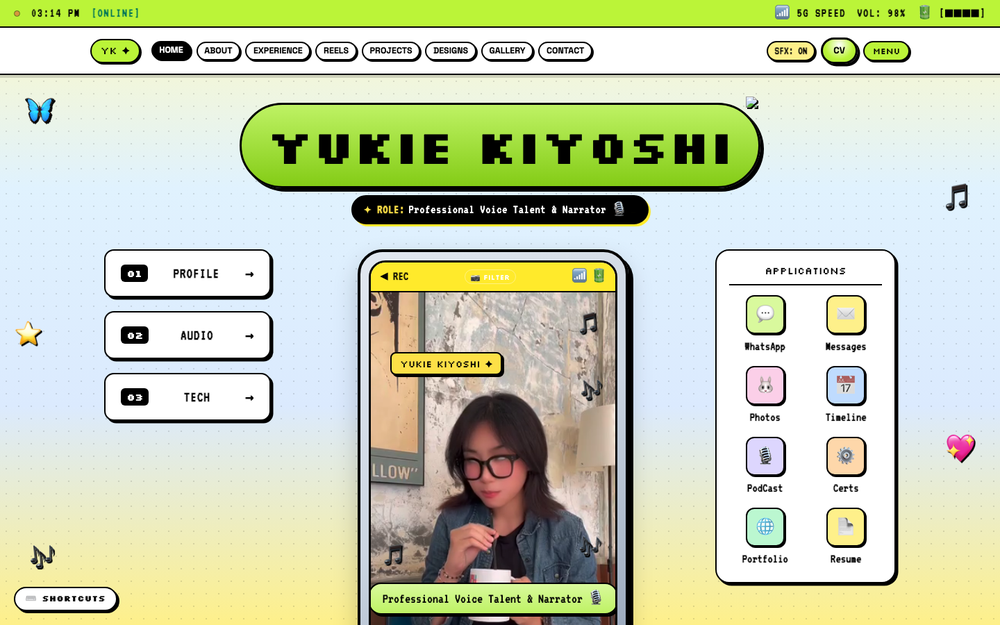 03:14 PM [ONLINE]
5G SPEED VOL: 98% [■■■■]
YK ✦ HOME ABOUT EXPERIENCE REELS PROJECTS DESIGNS GALLERY CONTACT SFX: ON CV MENU
YUKIE KIYOSHI
✦ ROLE: Professional Voice Talent & Narrator
01 PROFILE →
02 AUDIO →
03 TECH →
◀ REC FILTER
YUKIE KIYOSHI ✦
LLOW"
Professional Voice Talent & Narrator
APPLICATIONS
WhatsApp Messages
17
Photos Timeline
PodCast Certs
Portfolio Resume
SHORTCUTS